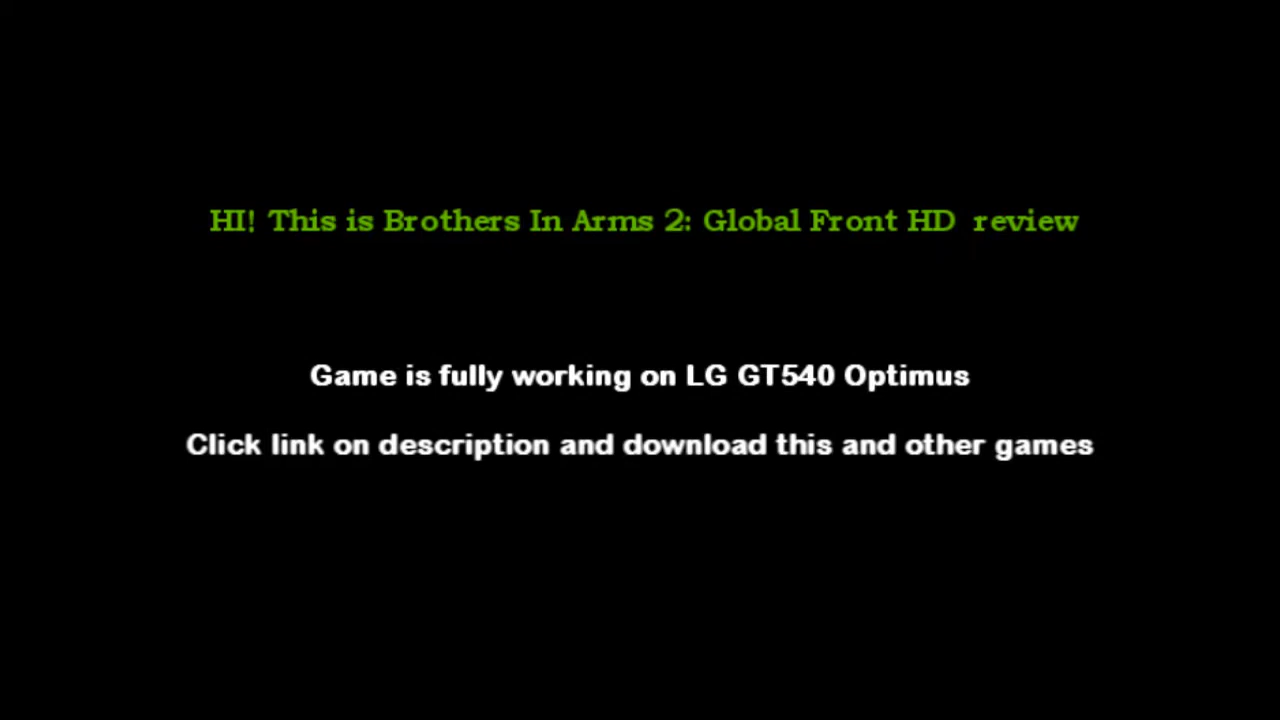 HI! This is Brothers In Arms 2: Global Front HD  review
Game is fully working on LG GT540 Optimus
Click link on description and download this and other games